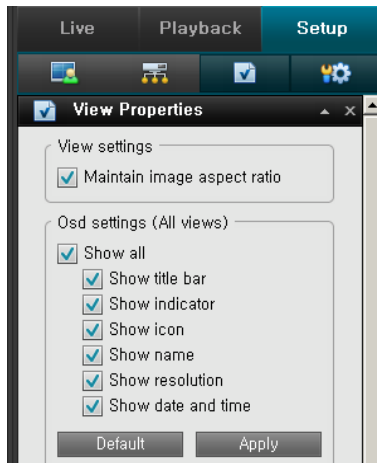 Live Playback Setup
View Properties
View settings
Maintain image aspect ratio
Osd settings (All views)
Show all
Show title bar
Show indicator
Show icon
Show name
Show resolution
Show date and time
Default Apply